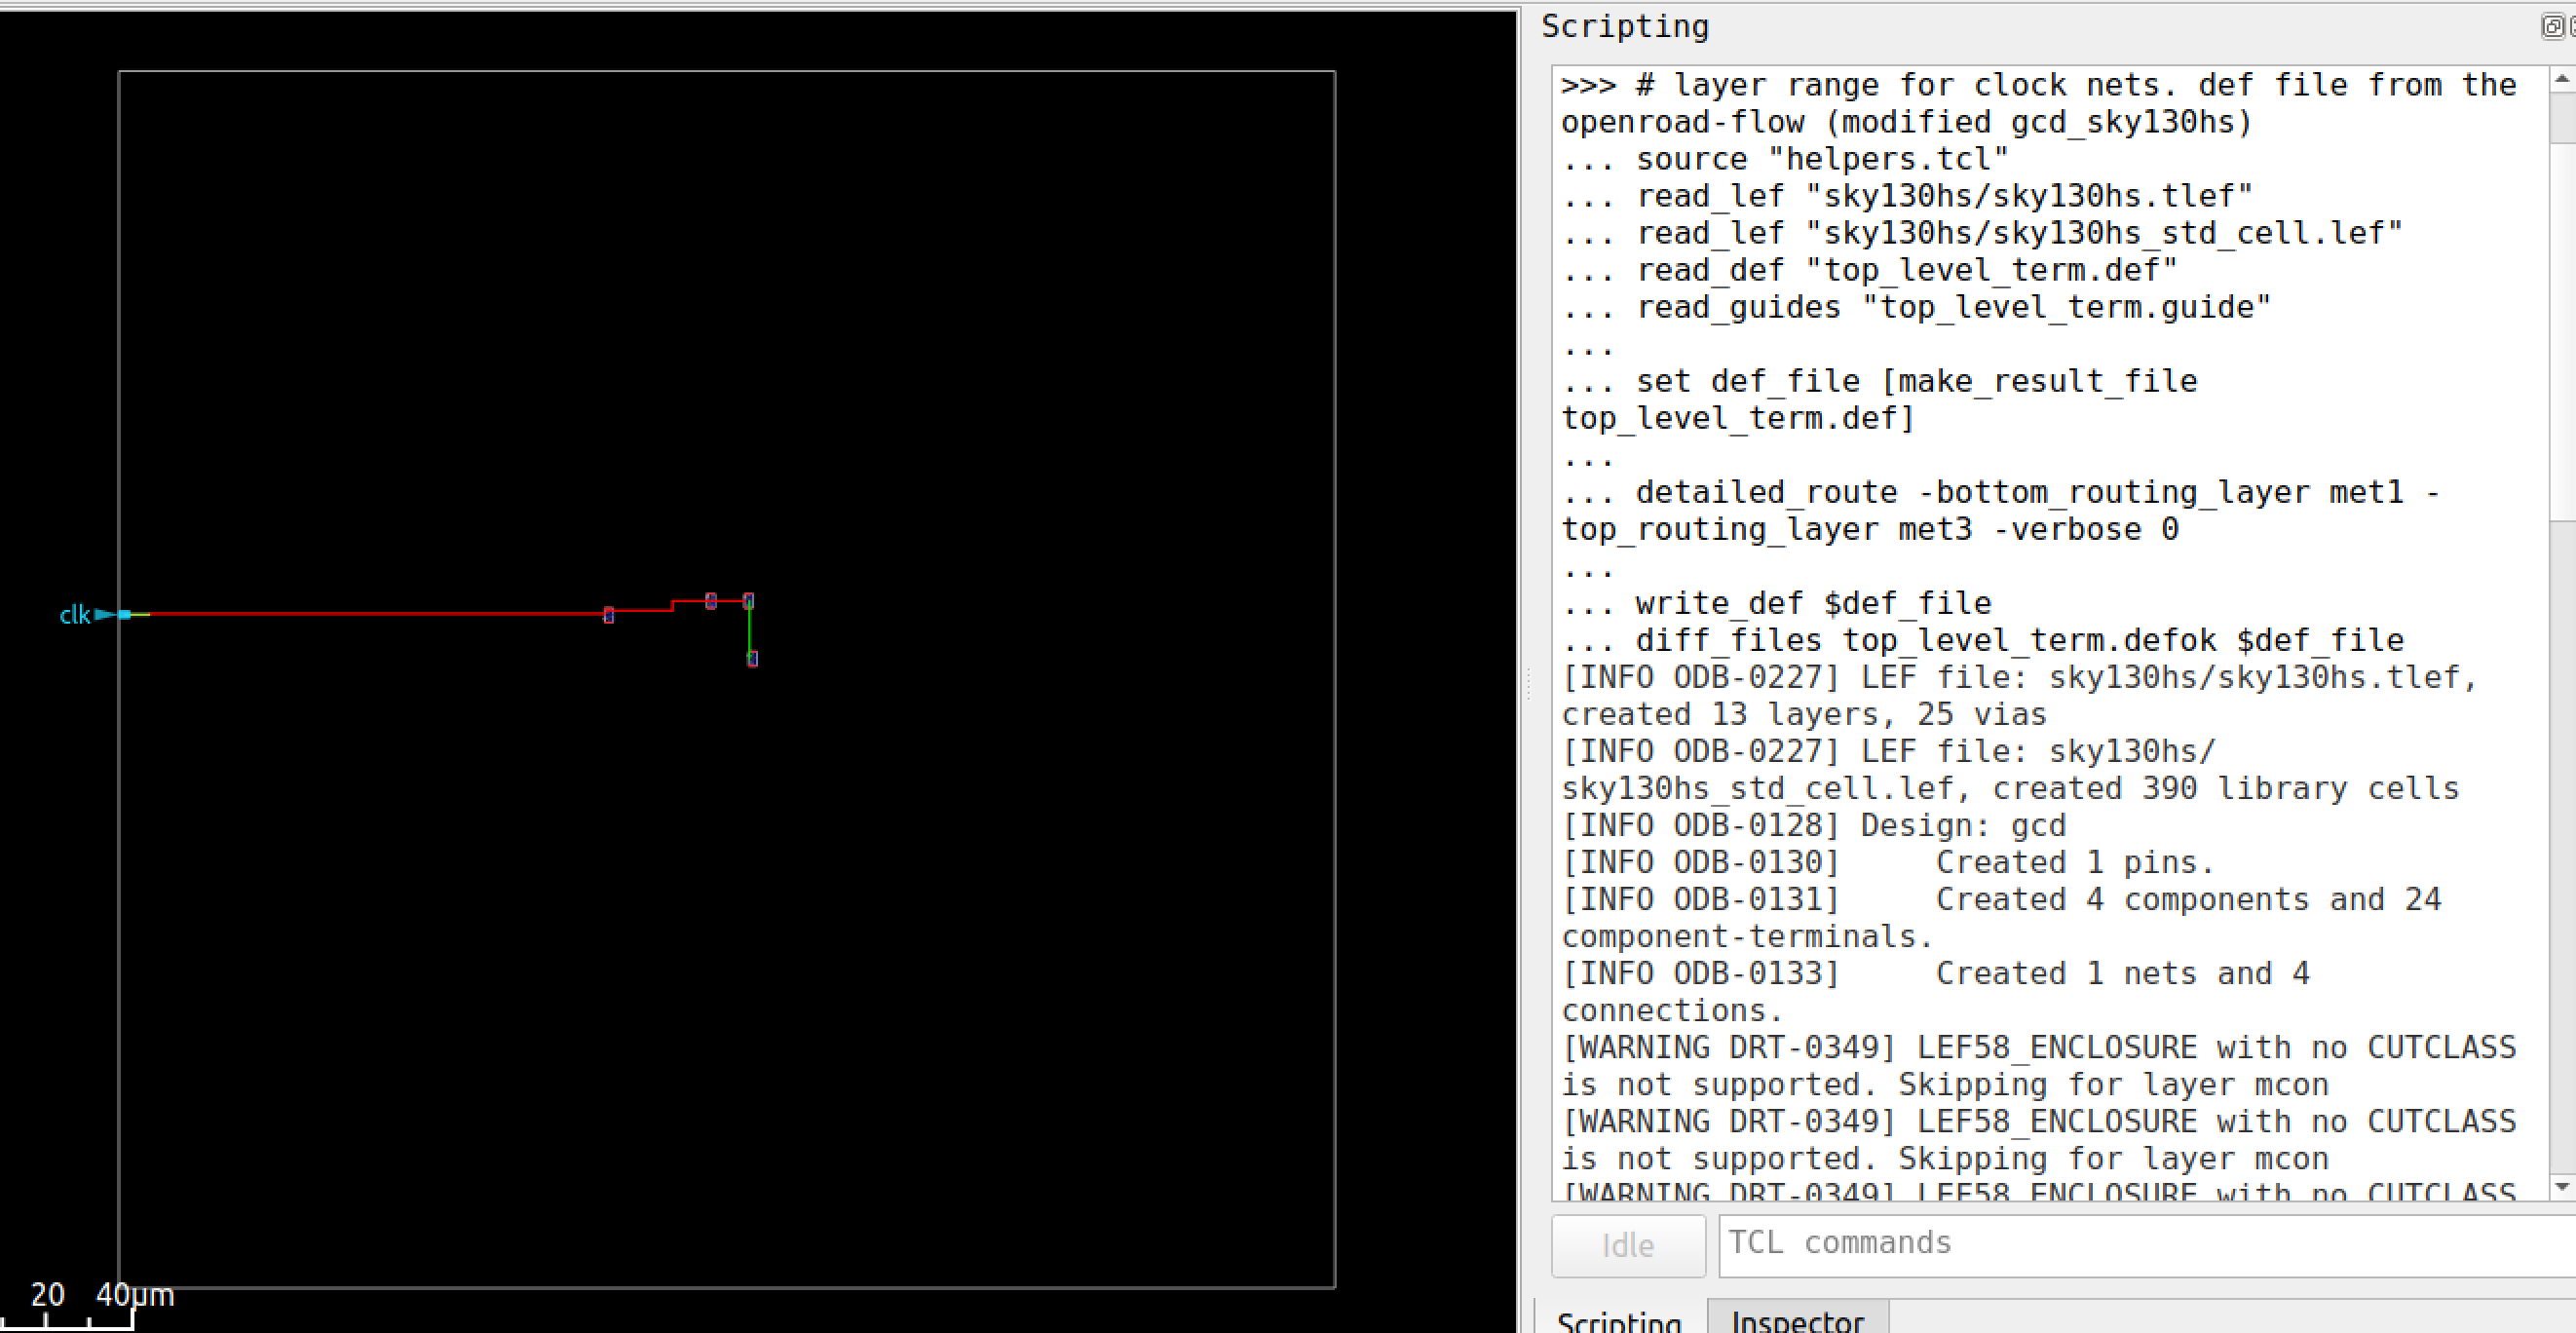 clk
20 40µm
Scripting
>>> # layer range for clock nets. def file from the
openroad-flow (modified gcd_sky130hs)
... source "helpers.tcl"
... read_lef "sky130hs/sky130hs.tlef"
... read_lef "sky130hs/sky130hs_std_cell.lef"
... read_def "top_level_term.def"
... read_guides "top_level_term.guide"
...
... set def_file [make_result_file
top_level_term.def]
...
... detailed_route -bottom_routing_layer met1 -
top_routing_layer met3 -verbose 0
...
... write_def $def_file
... diff_files top_level_term.defok $def_file
[INFO ODB-0227] LEF file: sky130hs/sky130hs.tlef,
created 13 layers, 25 vias
[INFO ODB-0227] LEF file: sky130hs/
sky130hs_std_cell.lef, created 390 library cells
[INFO ODB-0128] Design: gcd
[INFO ODB-0130]     Created 1 pins.
[INFO ODB-0131]     Created 4 components and 24
component-terminals.
[INFO ODB-0133]     Created 1 nets and 4
connections.
[WARNING DRT-0349] LEF58_ENCLOSURE with no CUTCLASS
is not supported. Skipping for layer mcon
[WARNING DRT-0349] LEF58_ENCLOSURE with no CUTCLASS
is not supported. Skipping for layer mcon
[WARNING DRT-0349] LEF58_ENCLOSURE with no CUTCLASS
Idle
TCL commands
Scripting
Inspector